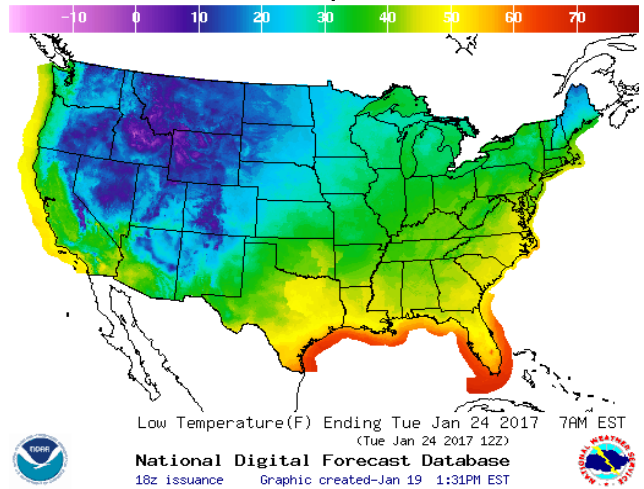 -10 0 10 20 30 40 50 60 70
Low Temperature(F) Ending Tue Jan 24 2017 7AM EST
(Tue Jan 24 2017 12Z)
National Digital Forecast Database
18z issuance Graphic created-Jan 19 1:31PM EST
NOAA
NATIONAL WEATHER SERVICE